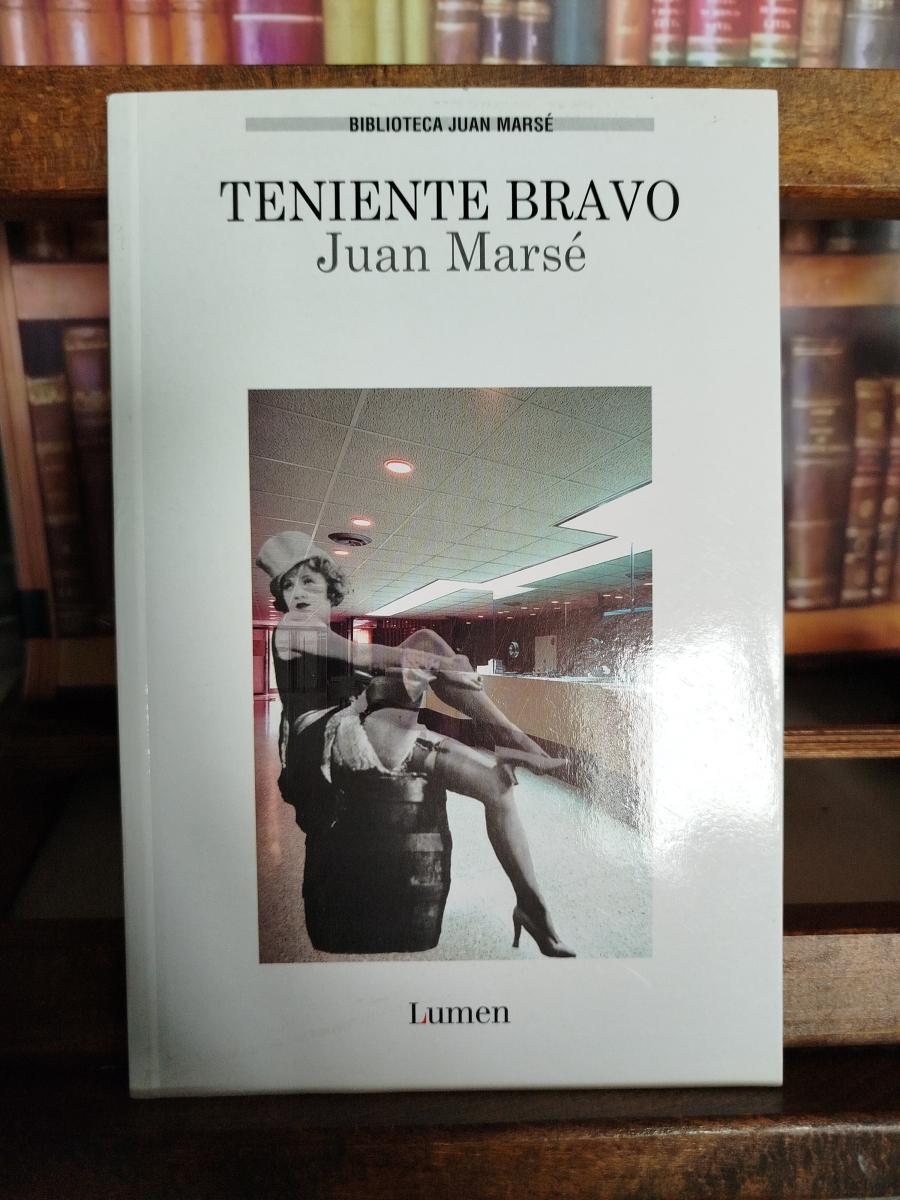 BIBLIOTECA JUAN MARSÉ
TENIENTE BRAVO
Juan Marsé
Lumen